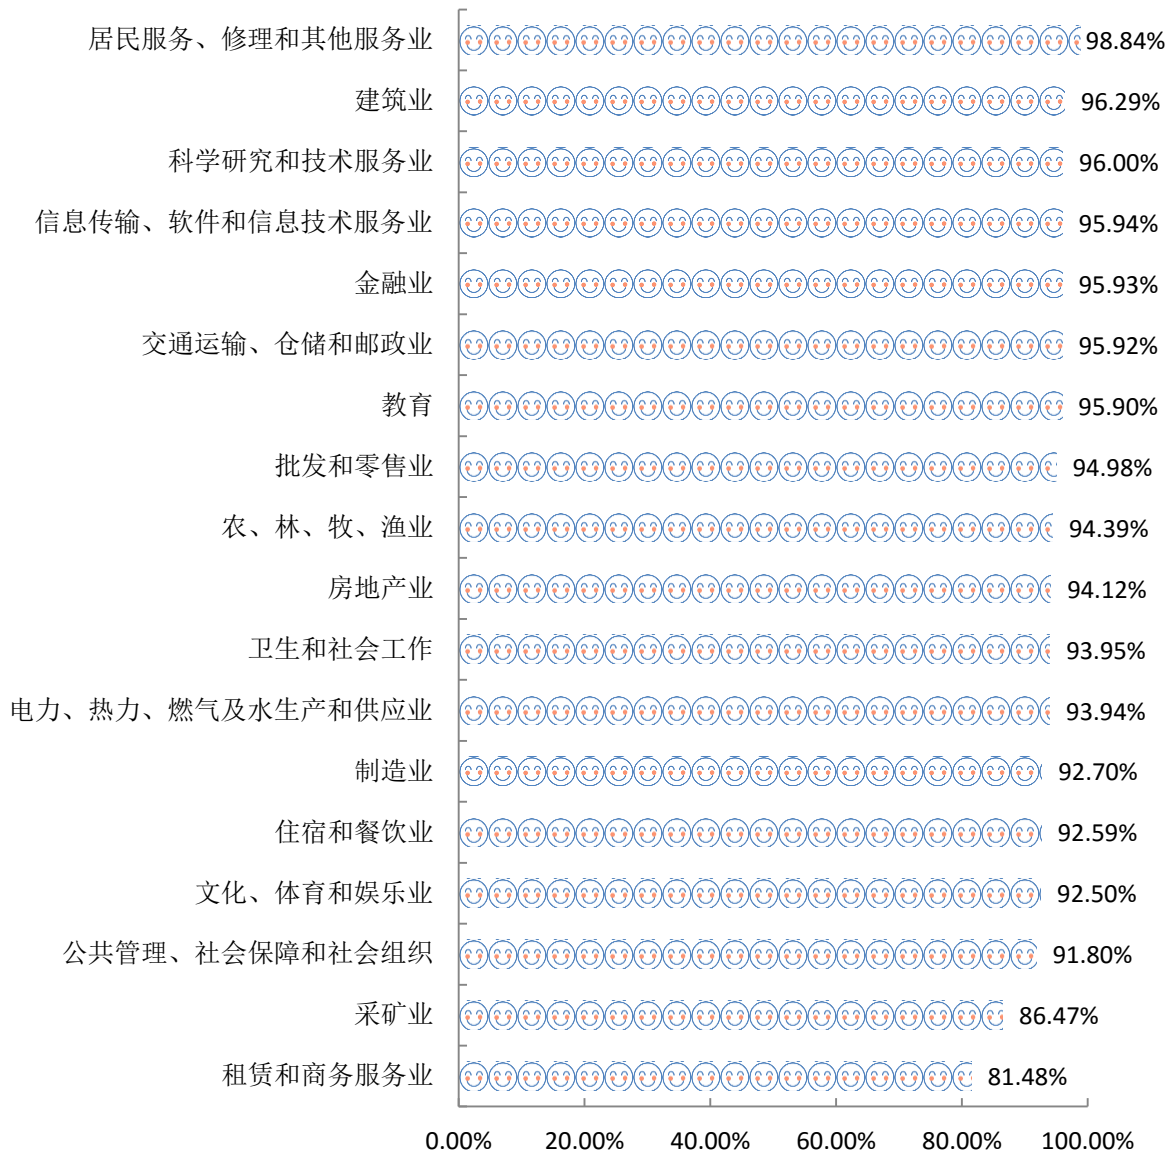 居民服务、修理和其他服务业 98.84%
建筑业 96.29%
科学研究和技术服务业 96.00%
信息传输、软件和信息技术服务业 95.94%
金融业 95.93%
交通运输、仓储和邮政业 95.92%
教育 95.90%
批发和零售业 94.98%
农、林、牧、渔业 94.39%
房地产业 94.12%
卫生和社会工作 93.95%
电力、热力、燃气及水生产和供应业 93.94%
制造业 92.70%
住宿和餐饮业 92.59%
文化、体育和娱乐业 92.50%
公共管理、社会保障和社会组织 91.80%
采矿业 86.47%
租赁和商务服务业 81.48%
0.00% 20.00% 40.00% 60.00% 80.00% 100.00%